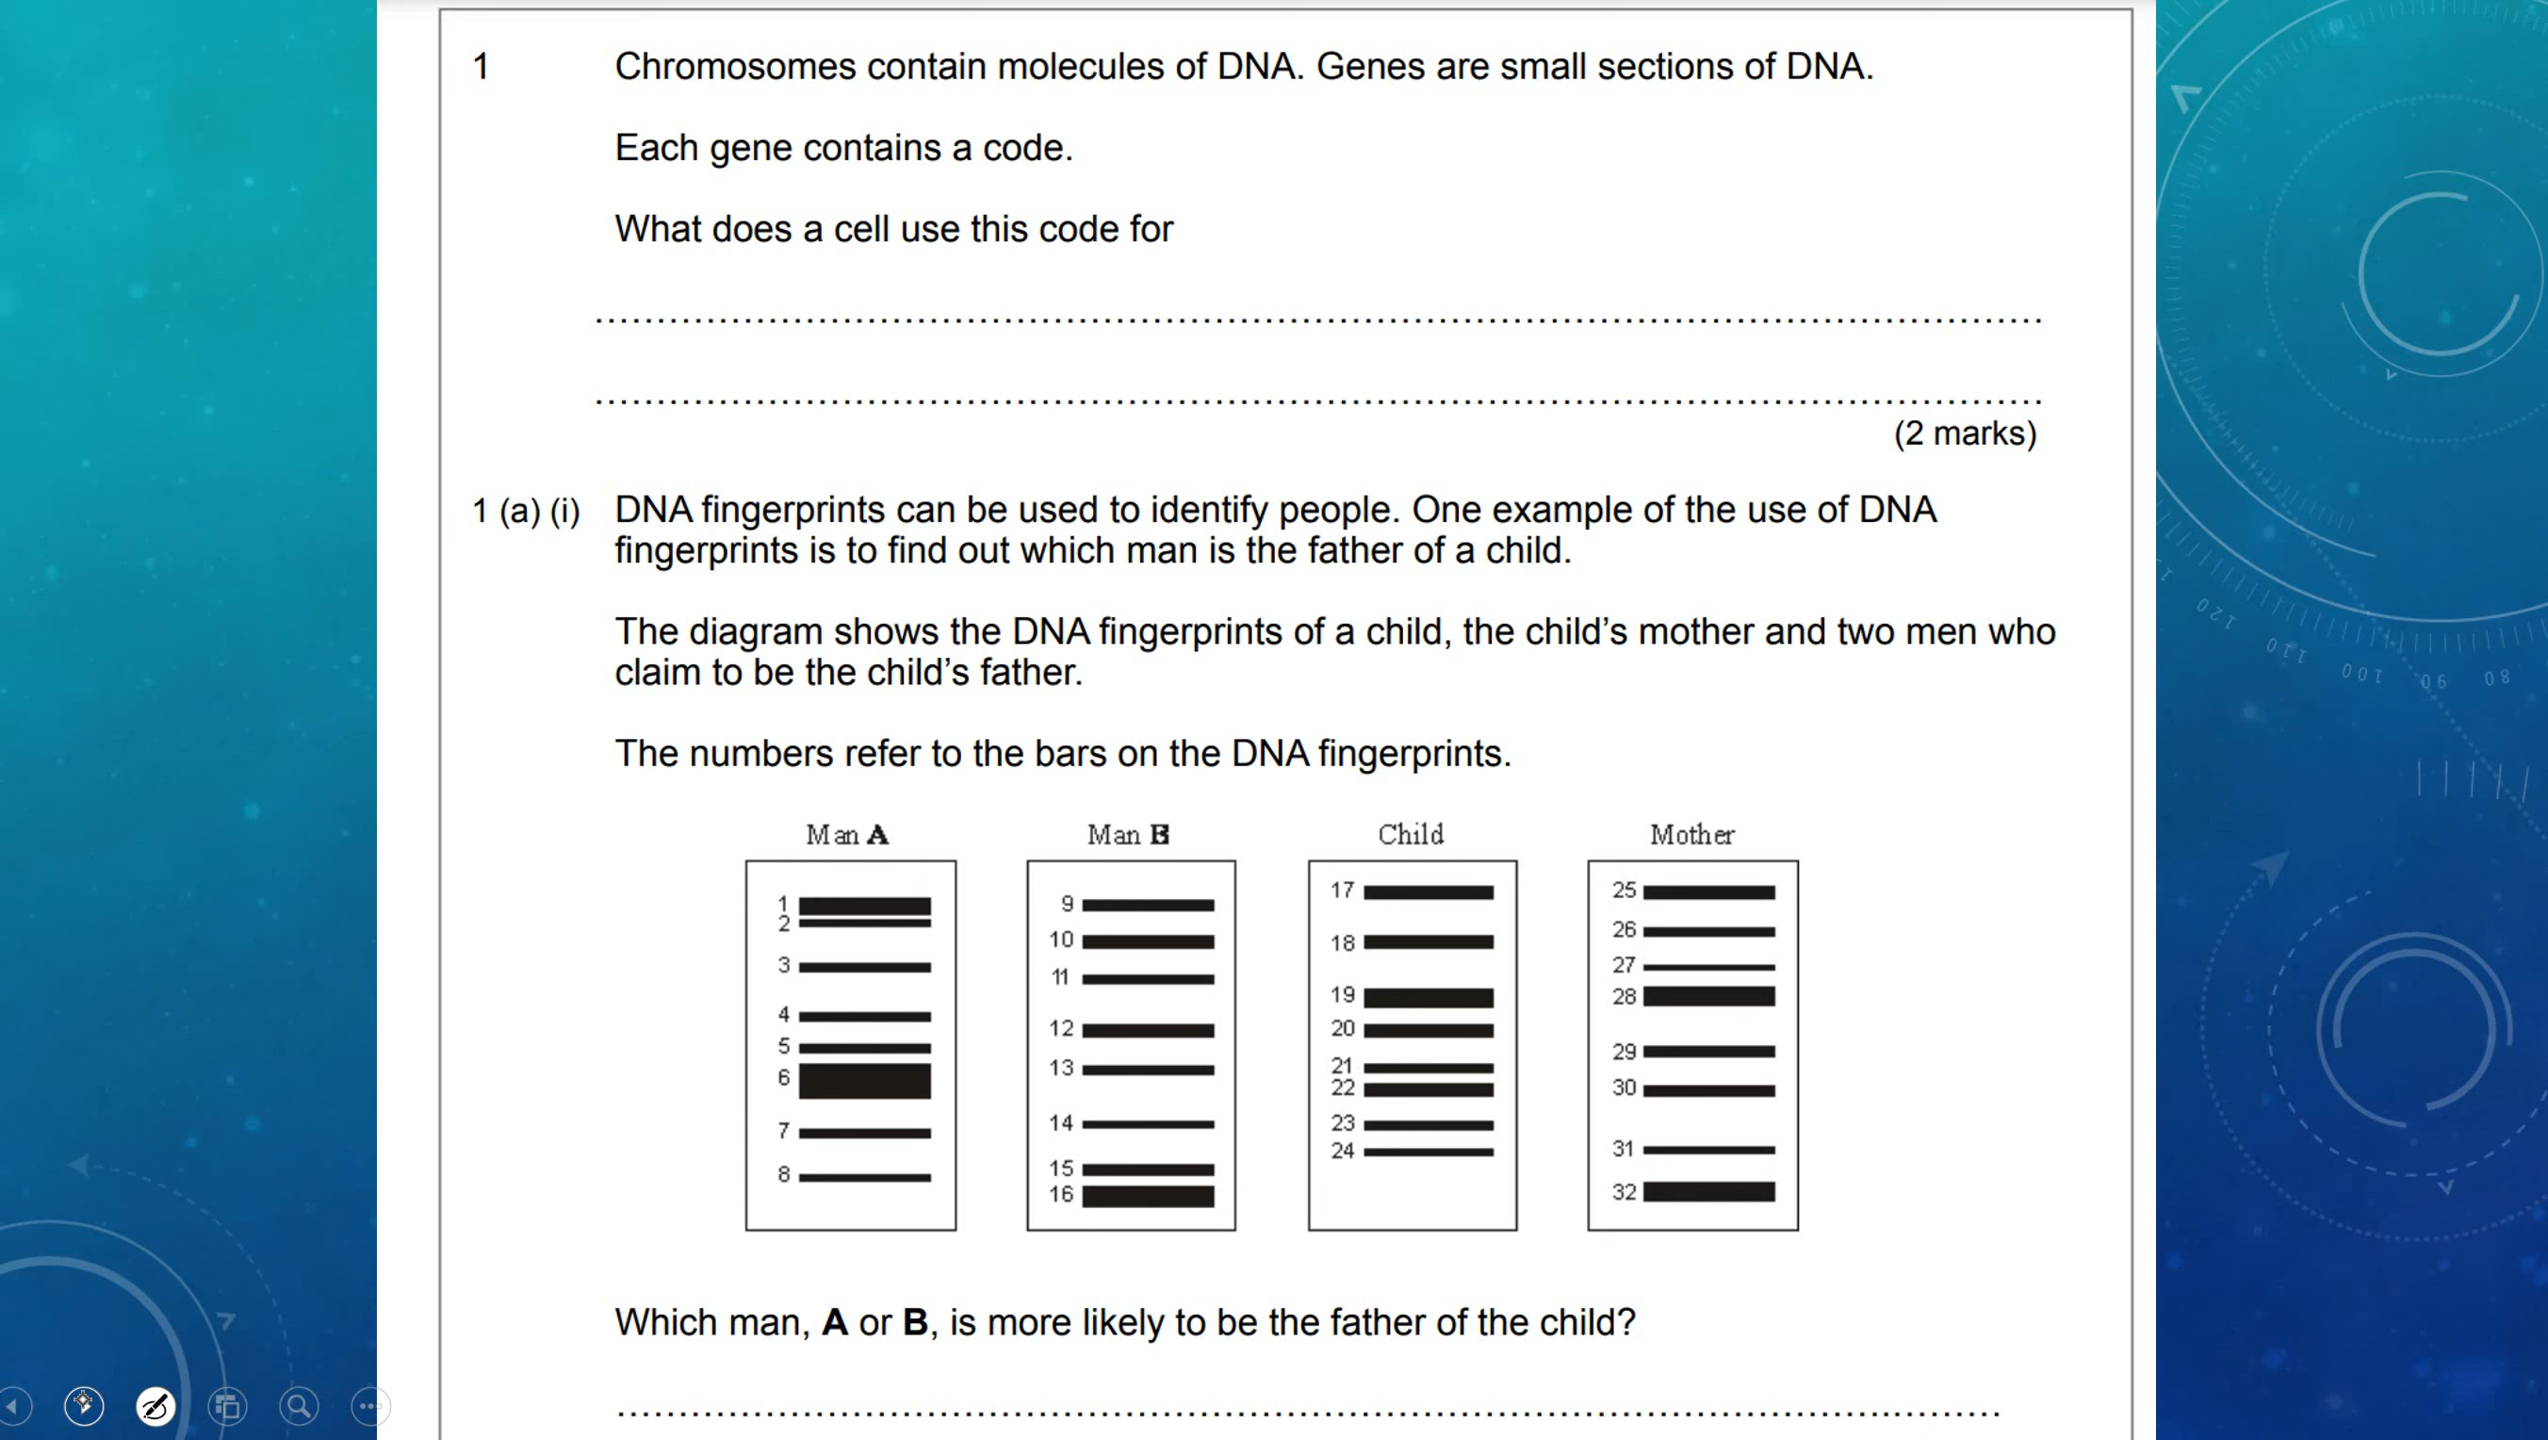 1 Chromosomes contain molecules of DNA. Genes are small sections of DNA.
Each gene contains a code.
What does a cell use this code for
(2 marks)
1 (a) (i) DNA fingerprints can be used to identify people. One example of the use of DNA
fingerprints is to find out which man is the father of a child.
The diagram shows the DNA fingerprints of a child, the child's mother and two men who
claim to be the child's father.
The numbers refer to the bars on the DNA fingerprints.
Man A Man B Child Mother
1
2
3
4
5
6
7
8
9
10
11
12
13
14
15
16
17
18
19
20
21
22
23
24
25
26
27
28
29
30
31
32
Which man, A or B, is more likely to be the father of the child?
120 110 100 90 80